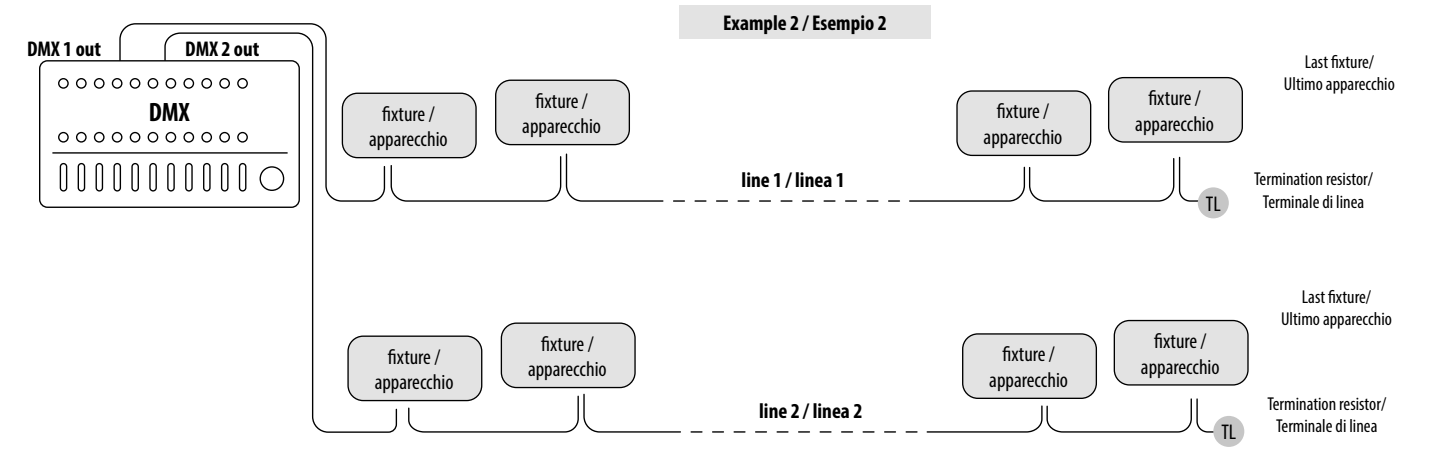 Example 2 / Esempio 2
DMX 1 out
DMX 2 out
DMX
fixture /
apparecchio
fixture /
apparecchio
fixture /
apparecchio
fixture /
apparecchio
Last fixture/
Ultimo apparecchio
line 1 / linea 1
TL
Termination resistor/
Terminale di linea
fixture /
apparecchio
fixture /
apparecchio
fixture /
apparecchio
fixture /
apparecchio
Last fixture/
Ultimo apparecchio
line 2 / linea 2
TL
Termination resistor/
Terminale di linea